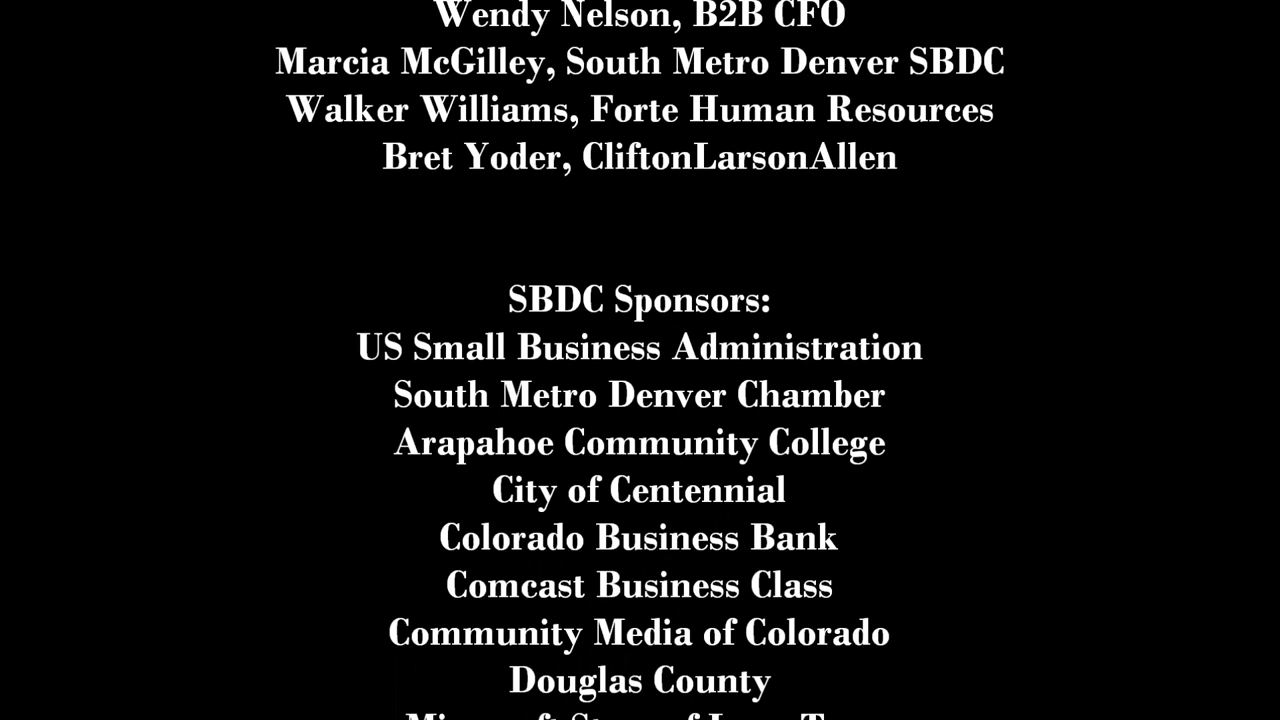 Wendy Nelson, B2B CFO
Marcia McGilley, South Metro Denver SBDC
Walker Williams, Forte Human Resources
Bret Yoder, CliftonLarsonAllen
SBDC Sponsors:
US Small Business Administration
South Metro Denver Chamber
Arapahoe Community College
City of Centennial
Colorado Business Bank
Comcast Business Class
Community Media of Colorado
Douglas County